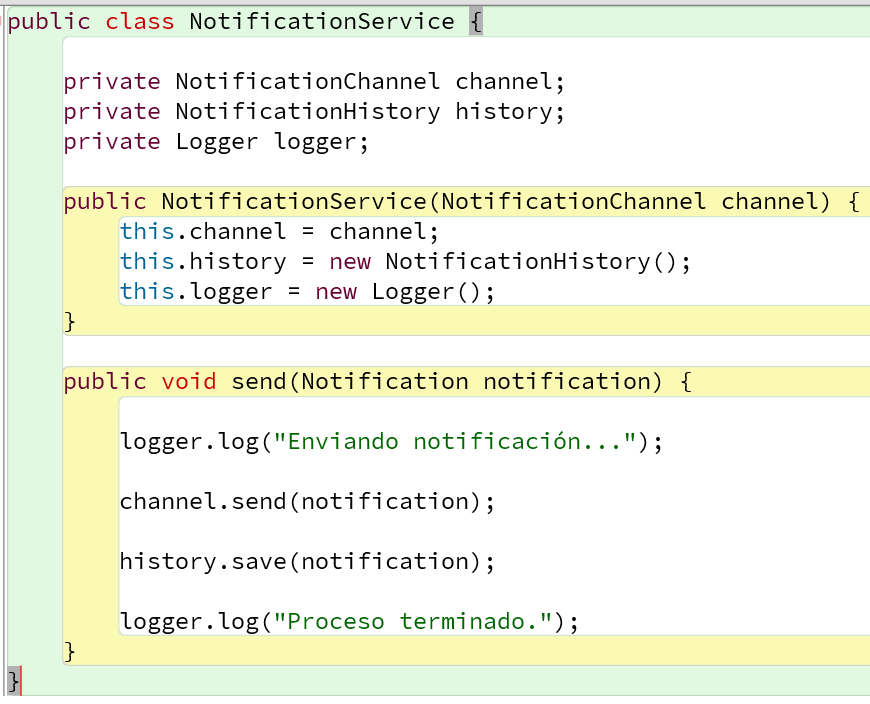 public class NotificationService {
private NotificationChannel channel;
private NotificationHistory history;
private Logger logger;
public NotificationService(NotificationChannel channel) {
this.channel = channel;
this.history = new NotificationHistory();
this.logger = new Logger();
}
public void send(Notification notification) {
logger.log("Enviando notificación...");
channel.send(notification);
history.save(notification);
logger.log("Proceso terminado.");
}
}